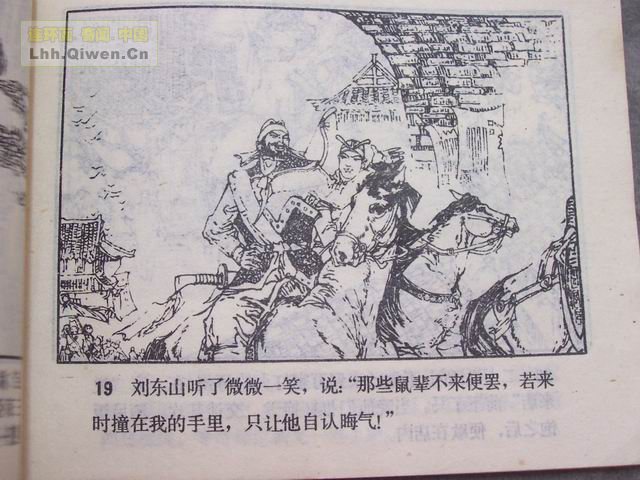 连环画·奇闻·中国
Lhh.Qiwen.Cn
19 刘东山听了微微一笑，说："那些鼠辈不来便罢，若来
时撞在我的手里，只让他自认晦气！"